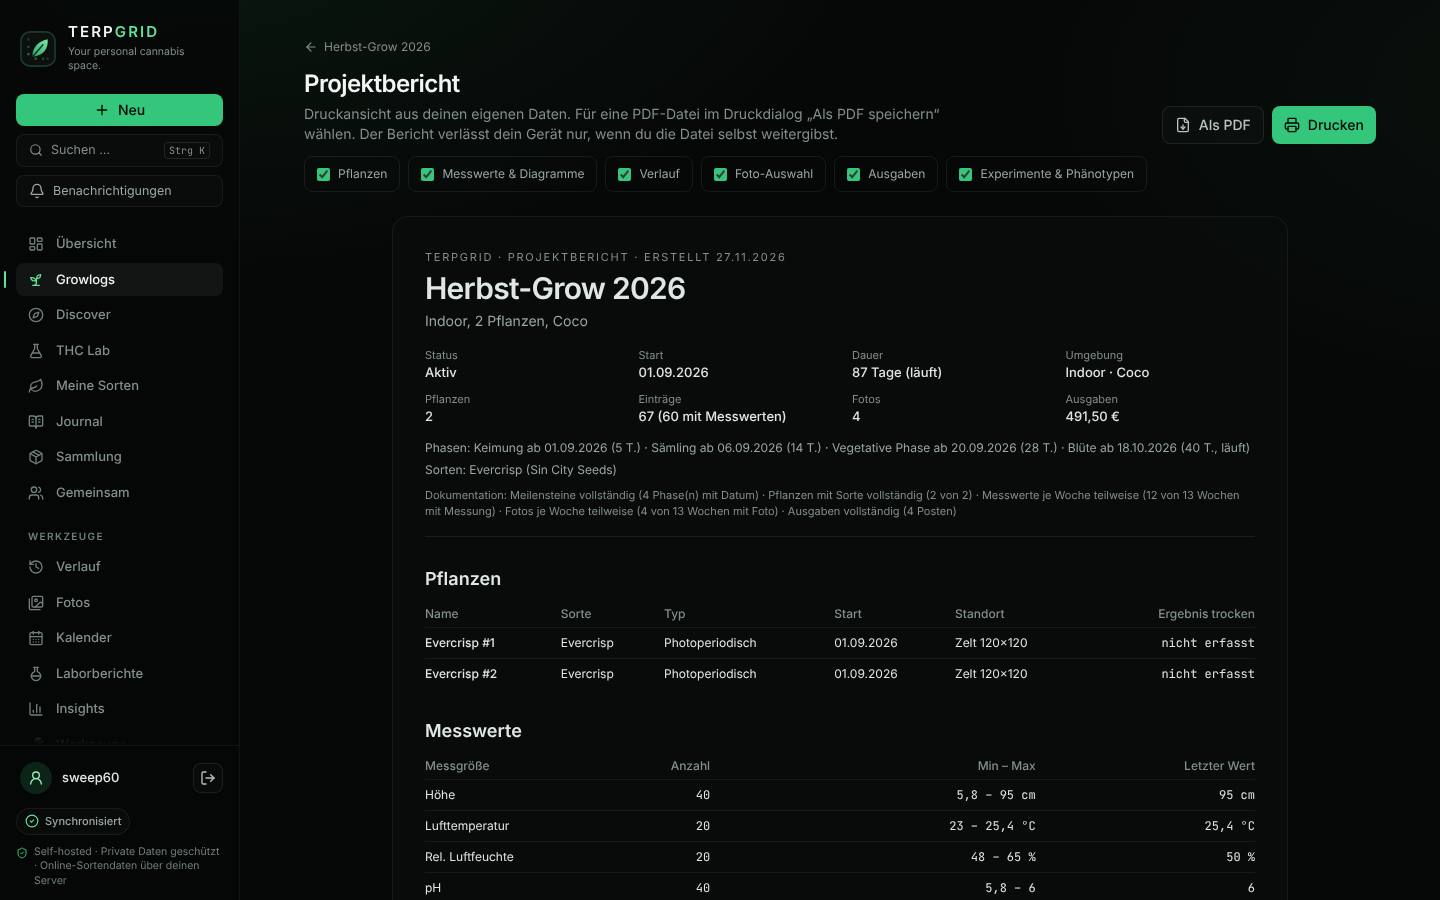 TERPGRID
Your personal cannabis
space.
Neu
Suchen ...
Strg K
Benachrichtigungen
Übersicht
Growlogs
Discover
THC Lab
Meine Sorten
Journal
Sammlung
Gemeinsam
WERKZEUGE
Verlauf
Fotos
Kalender
Laborberichte
Insights
sweep60
Synchronisiert
Self-hosted · Private Daten geschützt
· Online-Sortendaten über deinen
Server
Herbst-Grow 2026
Projektbericht
Druckansicht aus deinen eigenen Daten. Für eine PDF-Datei im Druckdialog „Als PDF speichern“
wählen. Der Bericht verlässt dein Gerät nur, wenn du die Datei selbst weitergibst.
Als PDF
Drucken
Pflanzen
Messwerte & Diagramme
Verlauf
Foto-Auswahl
Ausgaben
Experimente & Phänotypen
TERPGRID · PROJEKTBERICHT · ERSTELLT 27.11.2026
Herbst-Grow 2026
Indoor, 2 Pflanzen, Coco
Status Start Dauer Umgebung
Aktiv 01.09.2026 87 Tage (läuft) Indoor · Coco
Pflanzen Einträge Fotos Ausgaben
2 67 (60 mit Messwerten) 4 491,50 €
Phasen: Keimung ab 01.09.2026 (5 T.) · Sämling ab 06.09.2026 (14 T.) · Vegetative Phase ab 20.09.2026 (28 T.) · Blüte ab 18.10.2026 (40 T., läuft)
Sorten: Evercrisp (Sin City Seeds)
Dokumentation: Meilensteine vollständig (4 Phase(n) mit Datum) · Pflanzen mit Sorte vollständig (2 von 2) · Messwerte je Woche teilweise (12 von 13 Wochen
mit Messung) · Fotos je Woche teilweise (4 von 13 Wochen mit Foto) · Ausgaben vollständig (4 Posten)
Pflanzen
Name Sorte Typ Start Standort Ergebnis trocken
Evercrisp #1 Evercrisp Photoperiodisch 01.09.2026 Zelt 120×120 nicht erfasst
Evercrisp #2 Evercrisp Photoperiodisch 01.09.2026 Zelt 120×120 nicht erfasst
Messwerte
Messgröße Anzahl Min – Max Letzter Wert
Höhe 40 5,8 – 95 cm 95 cm
Lufttemperatur 20 23 – 25,4 °C 25,4 °C
Rel. Luftfeuchte 20 48 – 65 % 50 %
pH 40 5,8 – 6 6